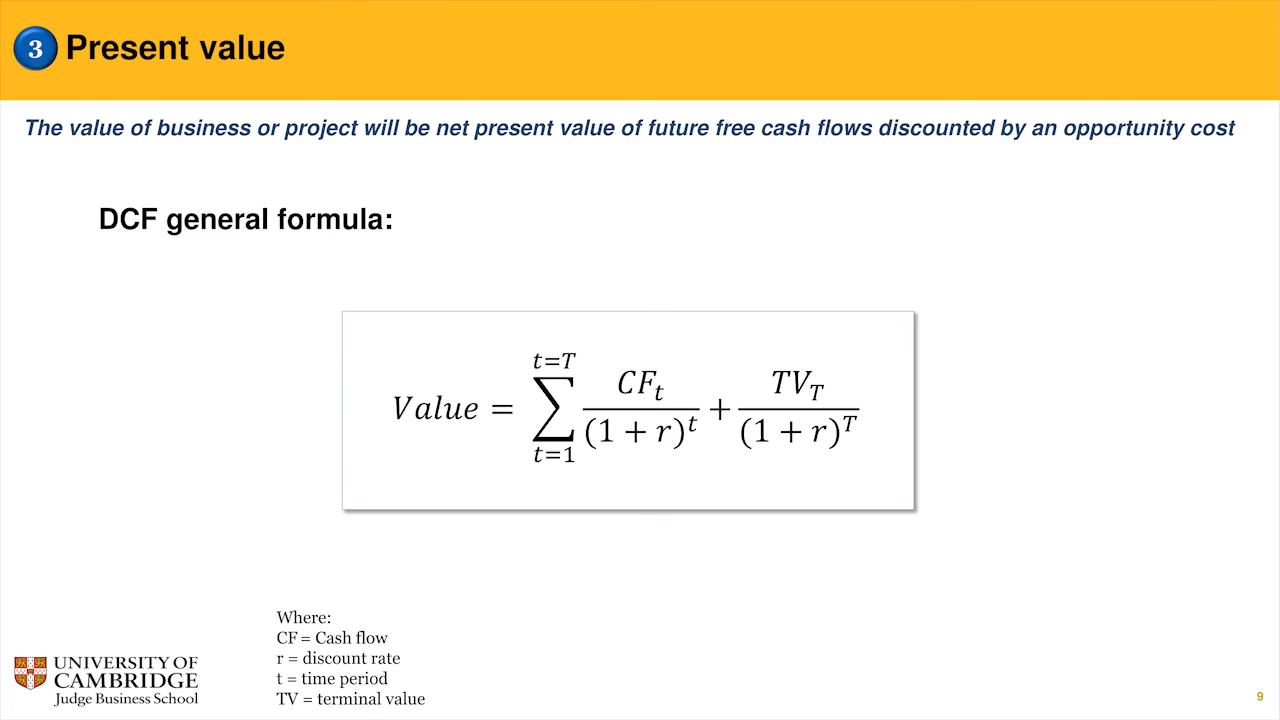 3 Present value
The value of business or project will be net present value of future free cash flows discounted by an opportunity cost
DCF general formula:
t=T
Value = ∑ CF_t / (1 + r)^t + TV_T / (1 + r)^T
t=1
Where:
CF = Cash flow
r = discount rate
t = time period
TV = terminal value
UNIVERSITY OF
CAMBRIDGE
Judge Business School
9